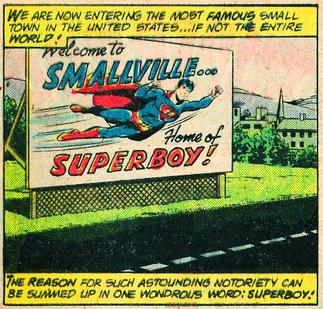 WE ARE NOW ENTERING THE MOST FAMOUS SMALL
TOWN IN THE UNITED STATES...IF NOT THE ENTIRE
WORLD!
Welcome to
SMALLVILLE...
Home of
SUPERBOY!
THE REASON FOR SUCH ASTOUNDING NOTORIETY CAN
BE SUMMED UP IN ONE WONDROUS WORD: SUPERBOY!